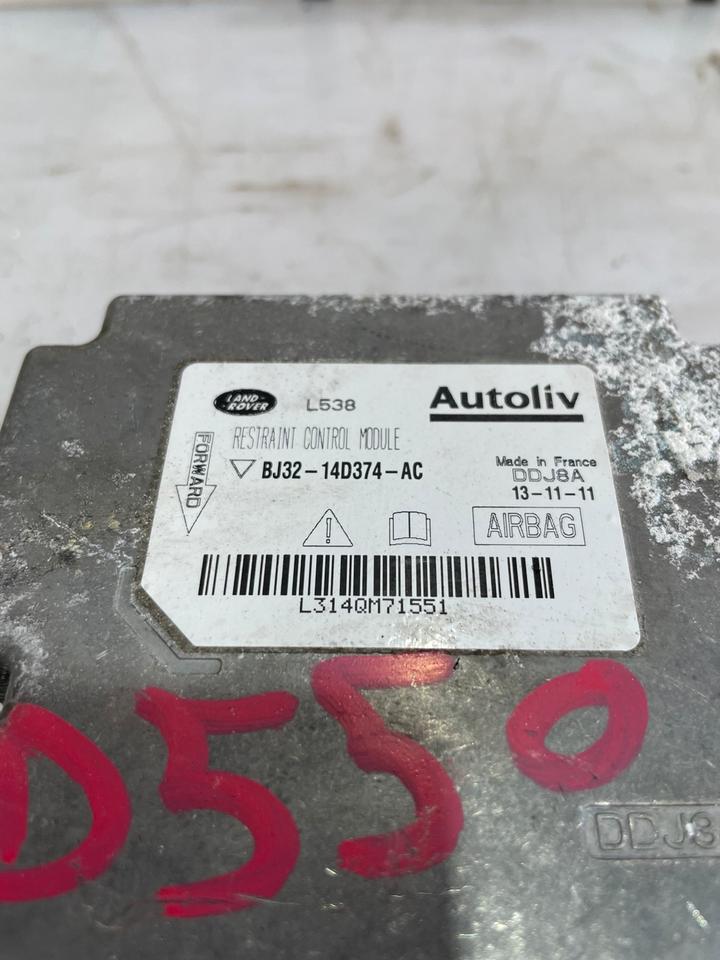 LAND-
ROVER
L538
Autoliv
RESTRAINT CONTROL MODULE
BJ32-14D374-AC
Made in France
DDJ8A
13-11-11
FORWARD
AIRBAG
L314QM71551
D550
DDJ3